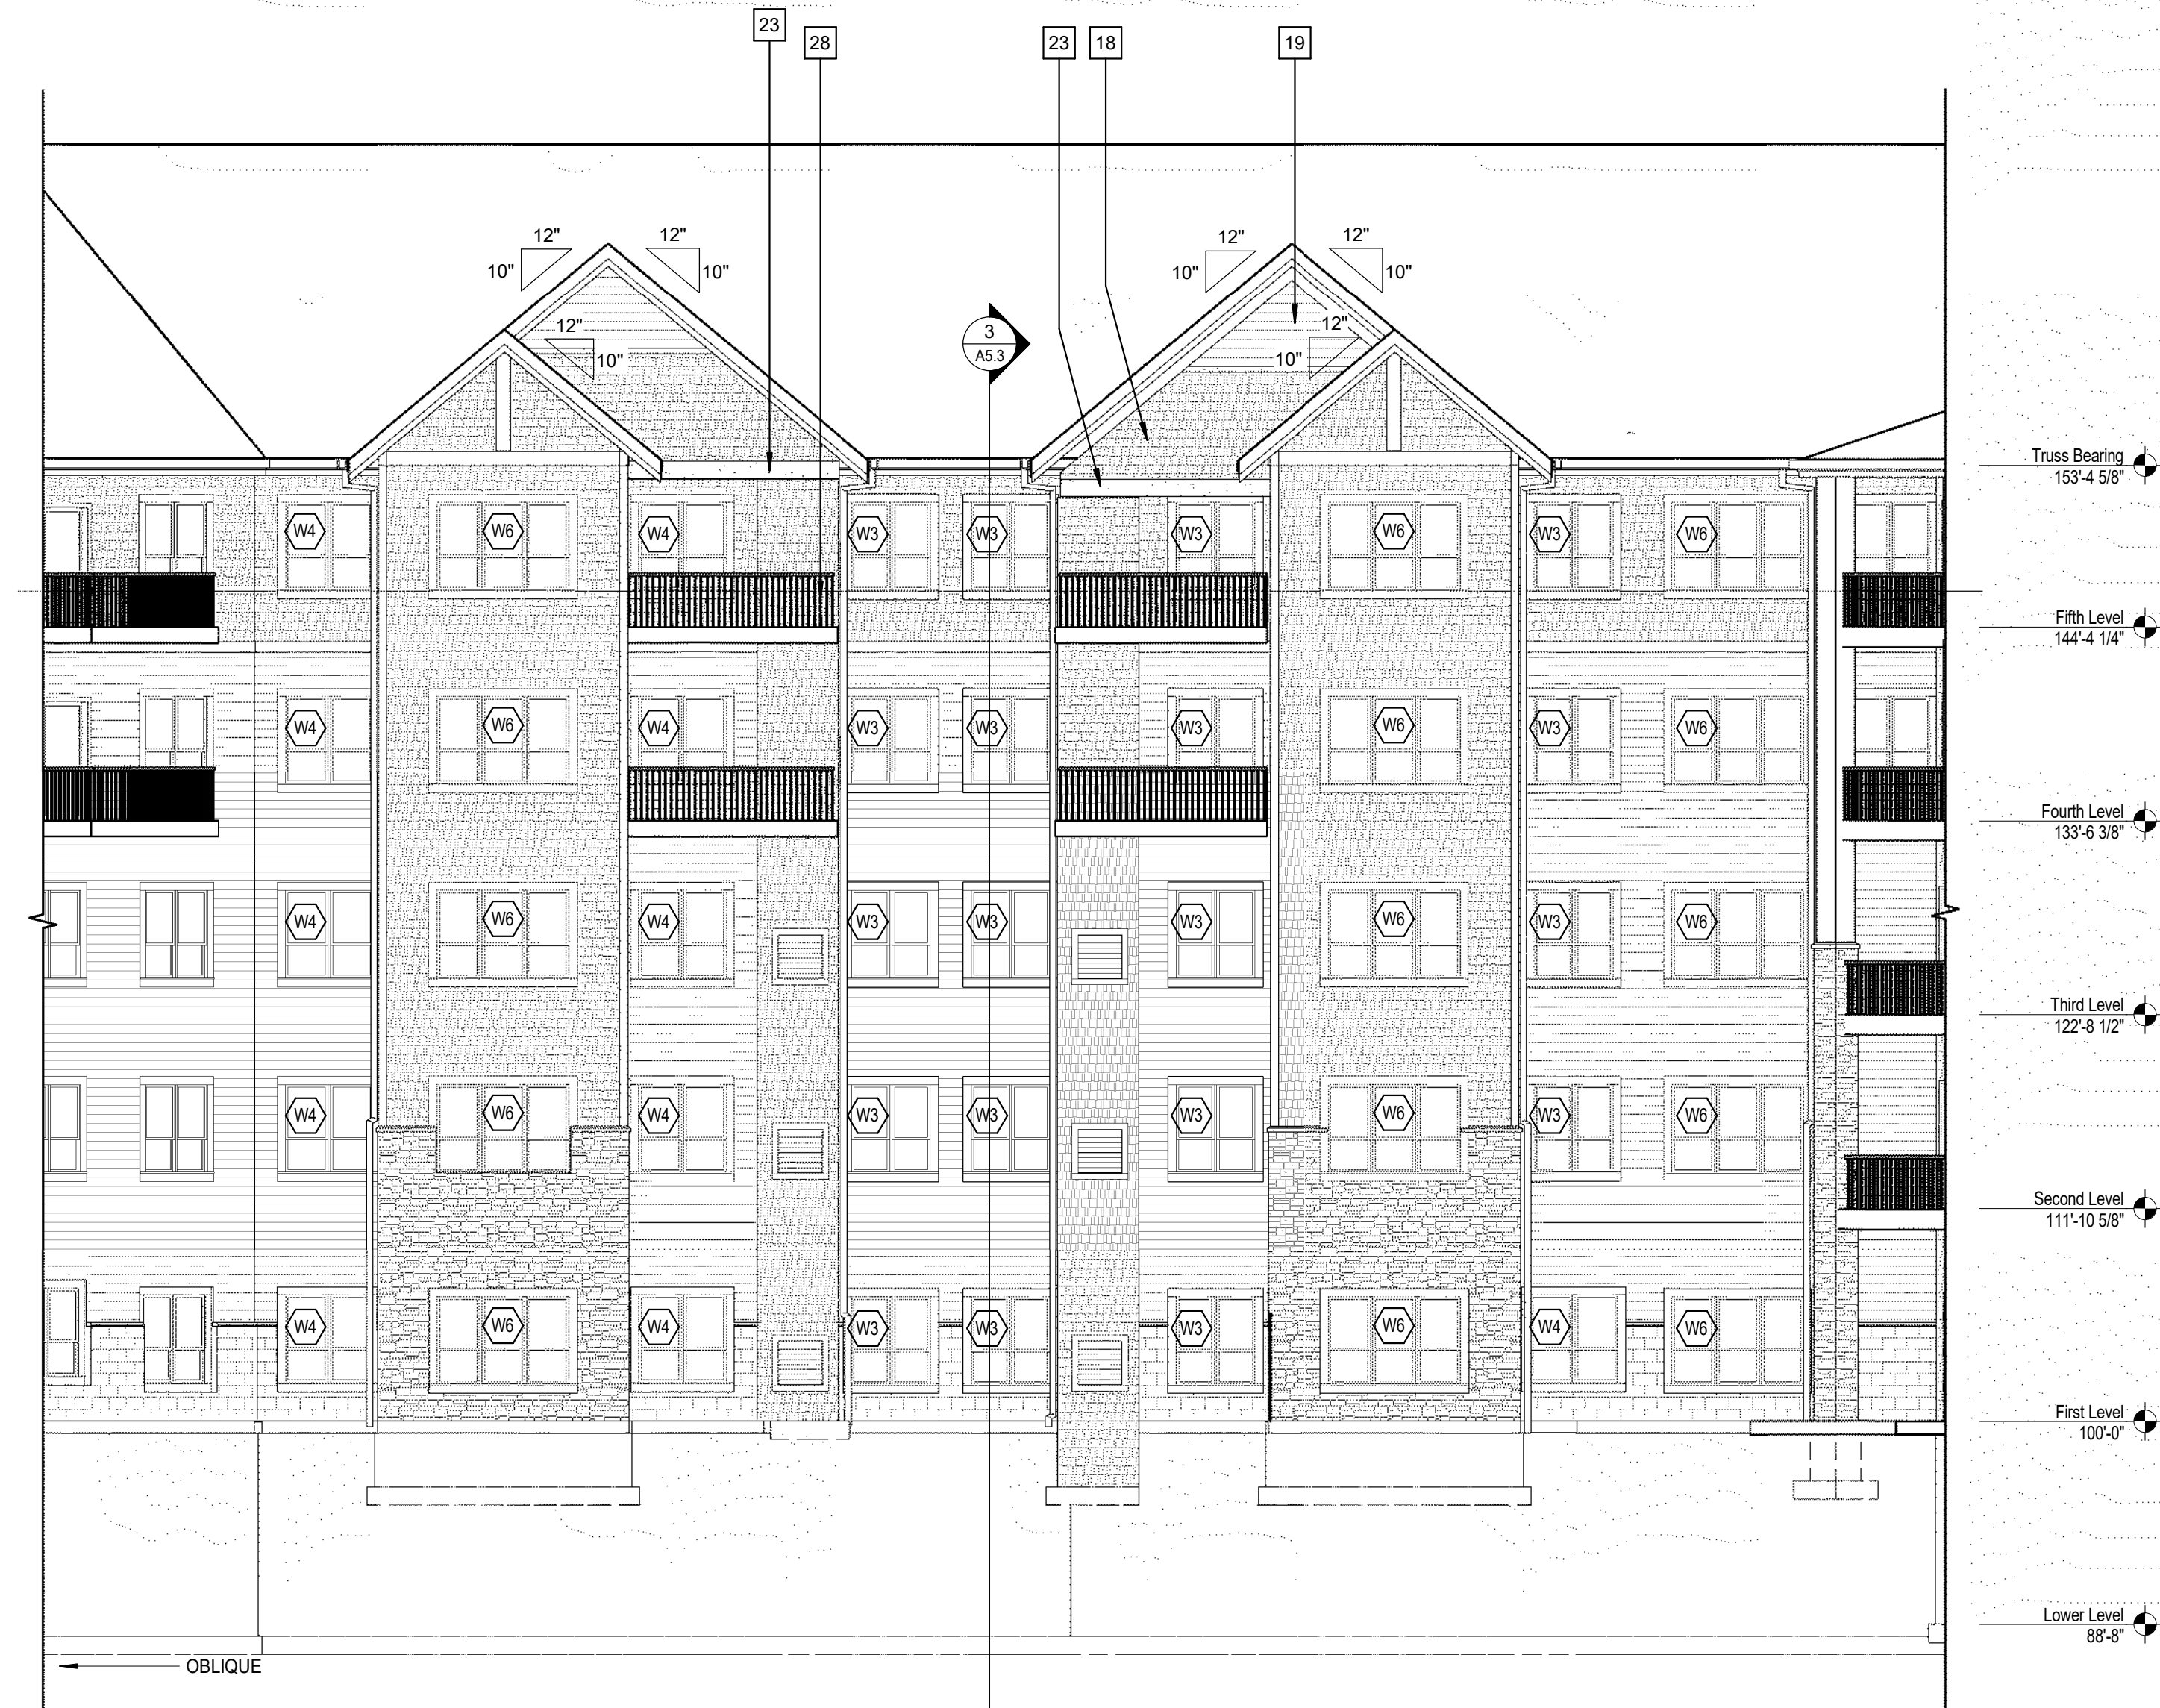 23
28
23
18
19
12"
12"
12"
12"
10"
10"
10"
10"
12"
10"
12"
10"
3
A5.3
Truss Bearing
153'-4 5/8"
W4
W6
W4
W3
W3
W3
W6
W3
W6
Fifth Level
144'-4 1/4"
W4
W6
W4
W3
W3
W3
W6
W3
W6
Fourth Level
133'-6 3/8"
W4
W6
W4
W3
W3
W3
W6
W3
W6
Third Level
122'-8 1/2"
W4
W6
W4
W3
W3
W3
W6
W3
W6
Second Level
111'-10 5/8"
W4
W6
W4
W3
W3
W3
W6
W4
W6
First Level
100'-0"
Lower Level
88'-8"
OBLIQUE